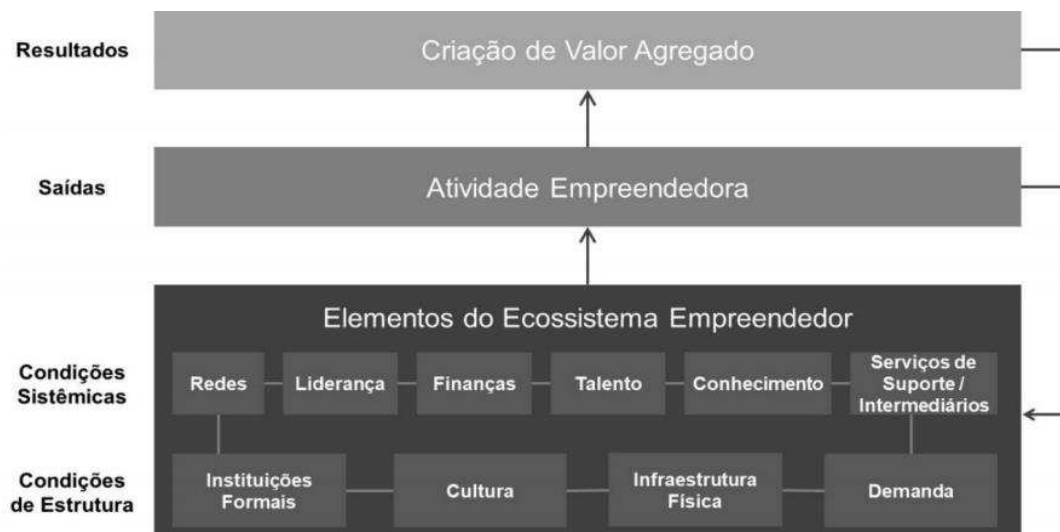 Resultados
Criação de Valor Agregado
Saídas
Atividade Empreendedora
Elementos do Ecossistema Empreendedor
Condições
Sistêmicas
Redes
Liderança
Finanças
Talento
Conhecimento
Serviços de
Suporte /
Intermediários
Condições
de Estrutura
Instituições
Formais
Cultura
Infraestrutura
Física
Demanda